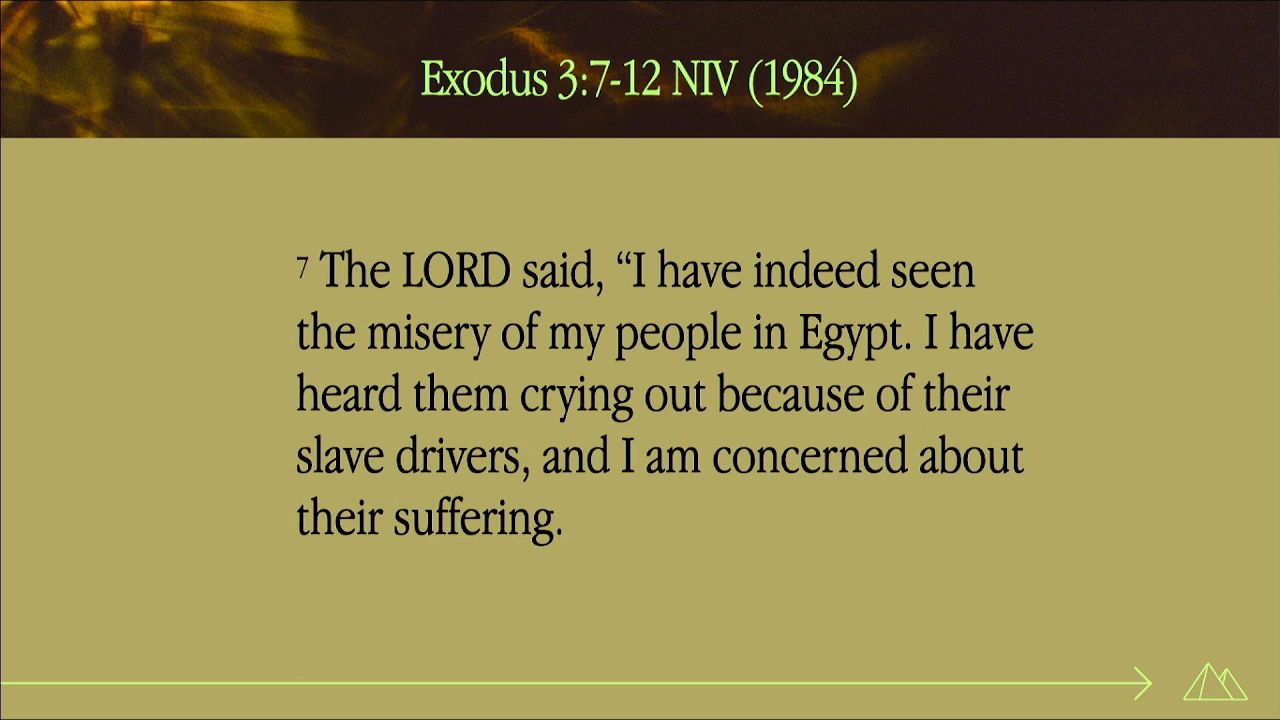 Exodus 3:7-12 NIV (1984)
7 The LORD said, “I have indeed seen
the misery of my people in Egypt. I have
heard them crying out because of their
slave drivers, and I am concerned about
their suffering.